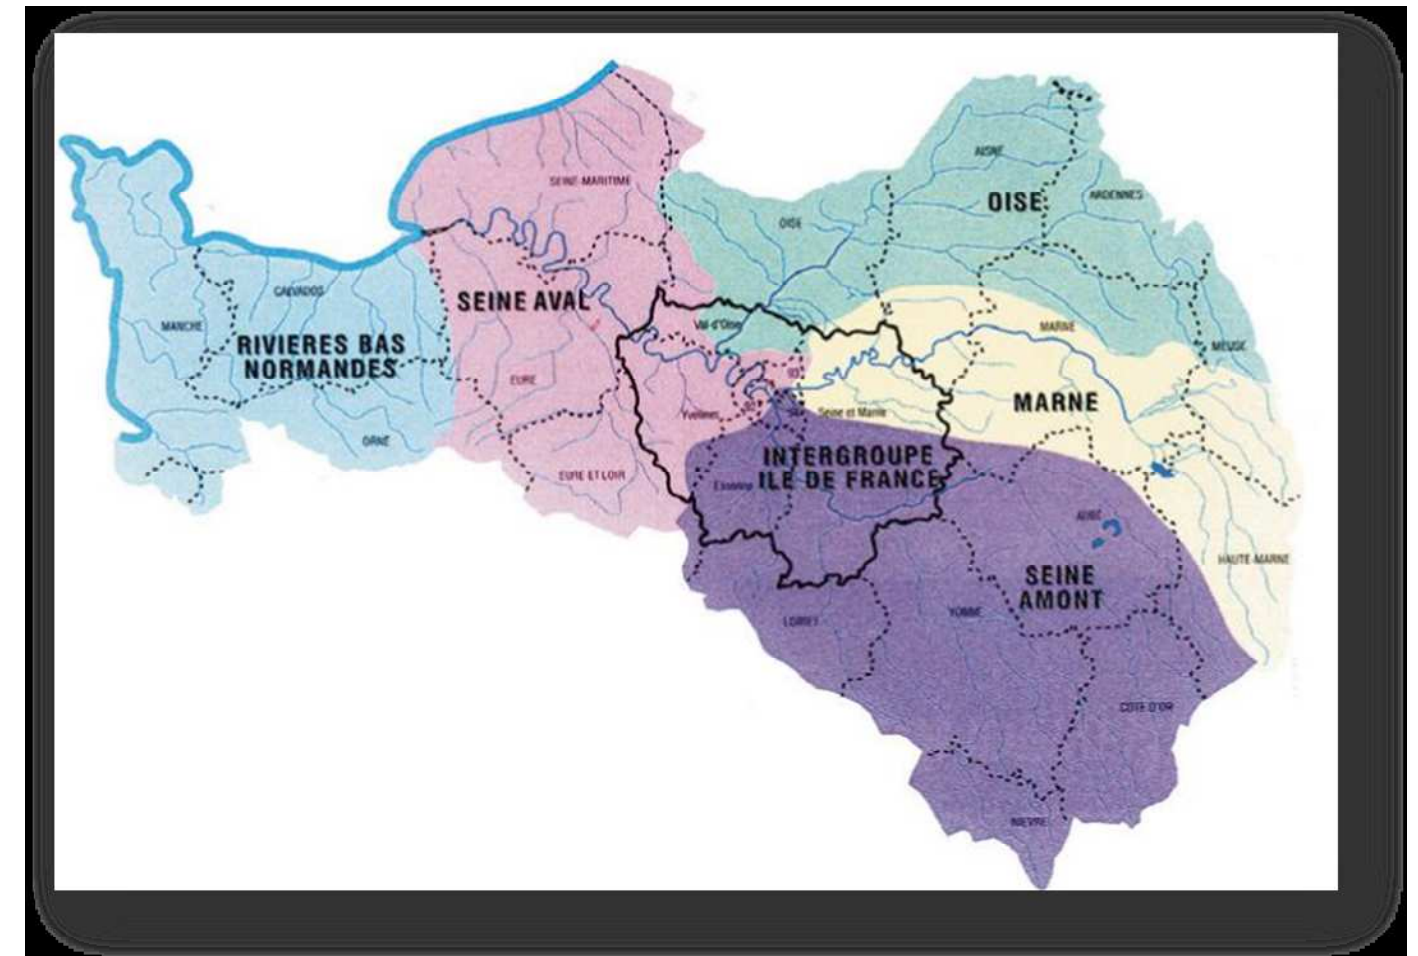 AISNE
SEINE-MARITIME
OISE
ARDENNES
OISE
CALVADOS
SEINE AVAL
MANCHE
Val-d'Oise
MARNE
RIVIERES BAS
NORMANDES
MEUSE
EURE
93
MARNE
Yvelines
92
Seine et Marne
ORNE
INTERGROUPE
ILE DE FRANCE
EURE ET LOIR
Essonne
AUBE
HAUTE-MARNE
SEINE
AMONT
LOIRET
YONNE
COTE D'OR
NIEVRE